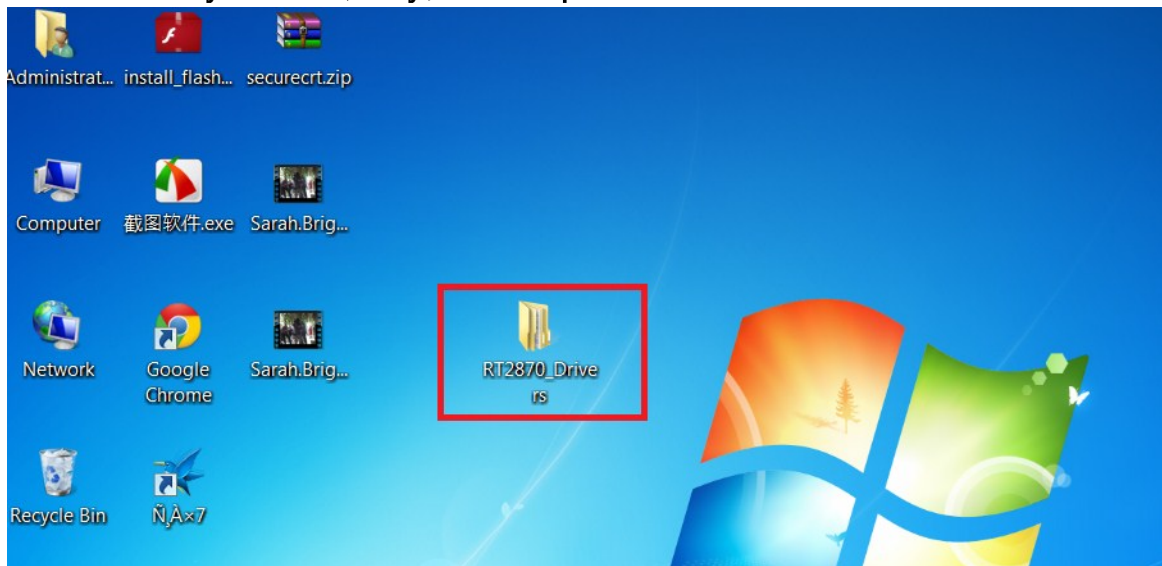 Administrat... install_flash... securecrt.zip
Computer 截图软件.exe Sarah.Brig...
Network Google Chrome Sarah.Brig... RT2870_Drive
rs
Recycle Bin Ñ¸À×7